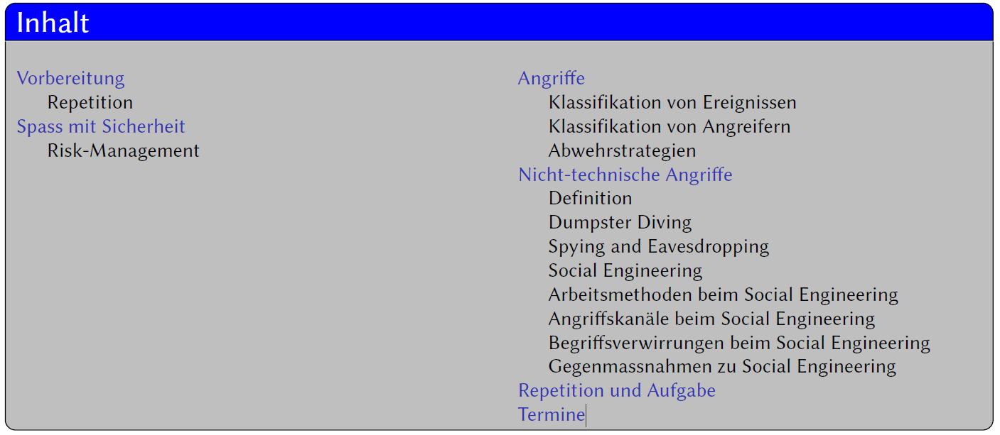 Inhalt
Vorbereitung
Repetition
Spass mit Sicherheit
Risk-Management
Angriffe
Klassifikation von Ereignissen
Klassifikation von Angreifern
Abwehrstrategien
Nicht-technische Angriffe
Definition
Dumpster Diving
Spying and Eavesdropping
Social Engineering
Arbeitsmethoden beim Social Engineering
Angriffskanäle beim Social Engineering
Begriffsverwirrungen beim Social Engineering
Gegenmassnahmen zu Social Engineering
Repetition und Aufgabe
Termine